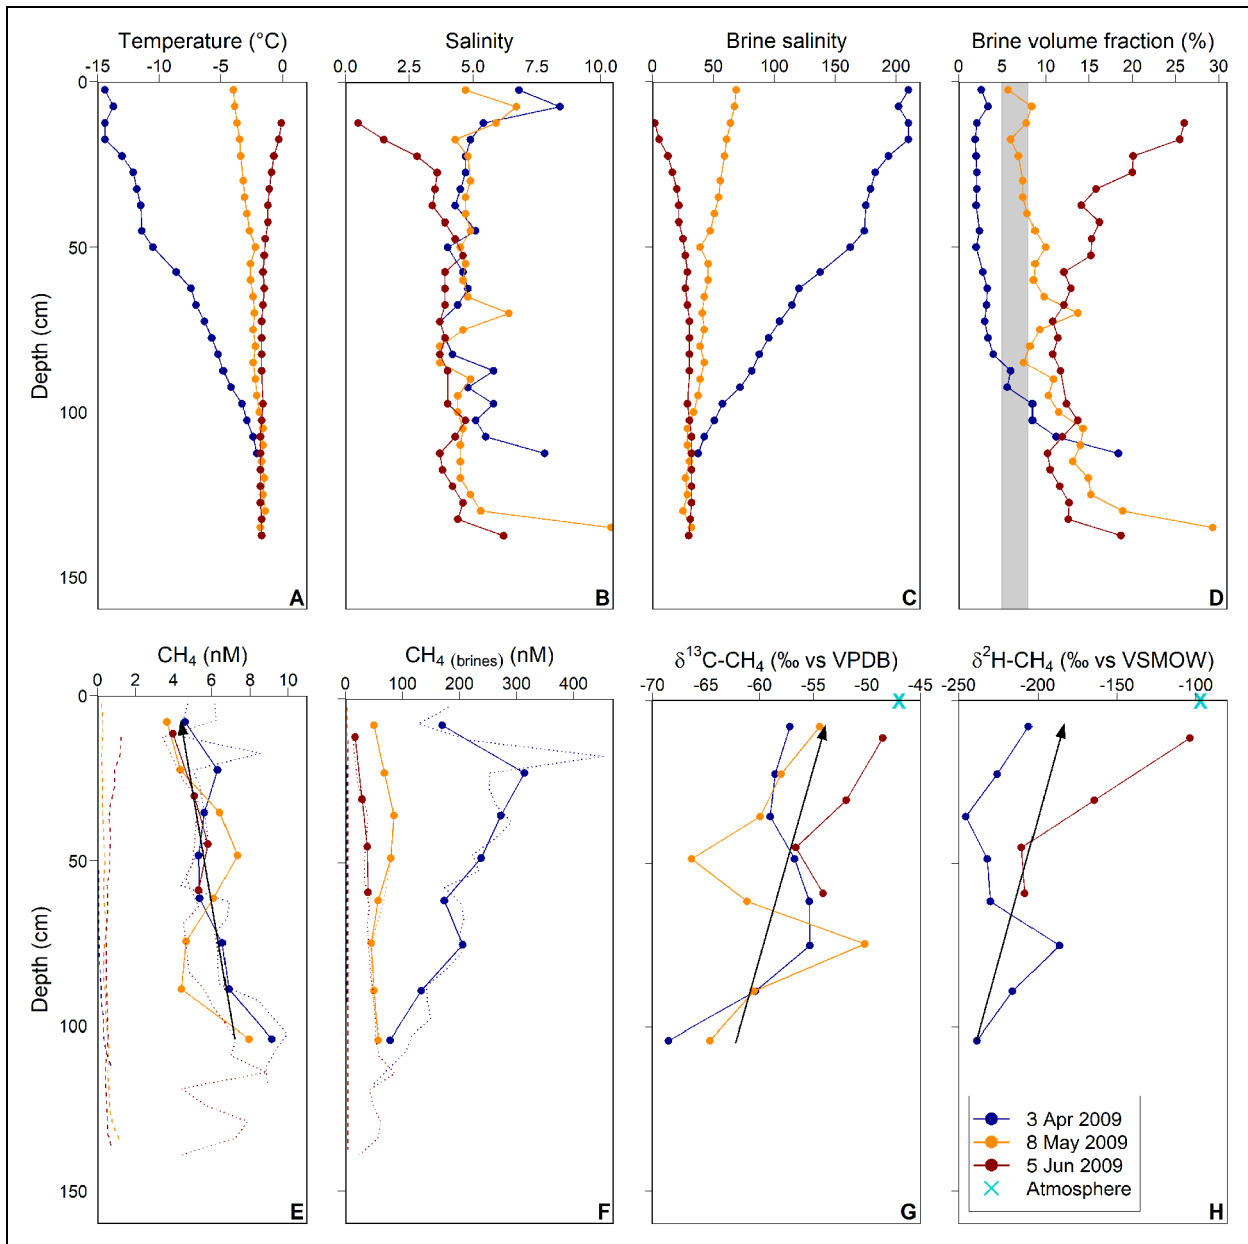 Temperature (°C) Salinity Brine salinity Brine volume fraction (%)
-15 -10 -5 0 0.0 2.5 5.0 7.5 10.0 0 50 100 150 200 0 10 15 20 25 30
0
50
100
150
Depth (cm)
A B C D
CH4 (nM) CH4 (brines) (nM) δ13C-CH4 (‰ vs VPDB) δ2H-CH4 (‰ vs VSMOW)
0 2 4 6 8 10 0 100 200 300 400 -70 -65 -60 -55 -50 -45 -250 -200 -150 -100
0
50
100
150
Depth (cm)
3 Apr 2009
8 May 2009
5 Jun 2009
Atmosphere
E F G H